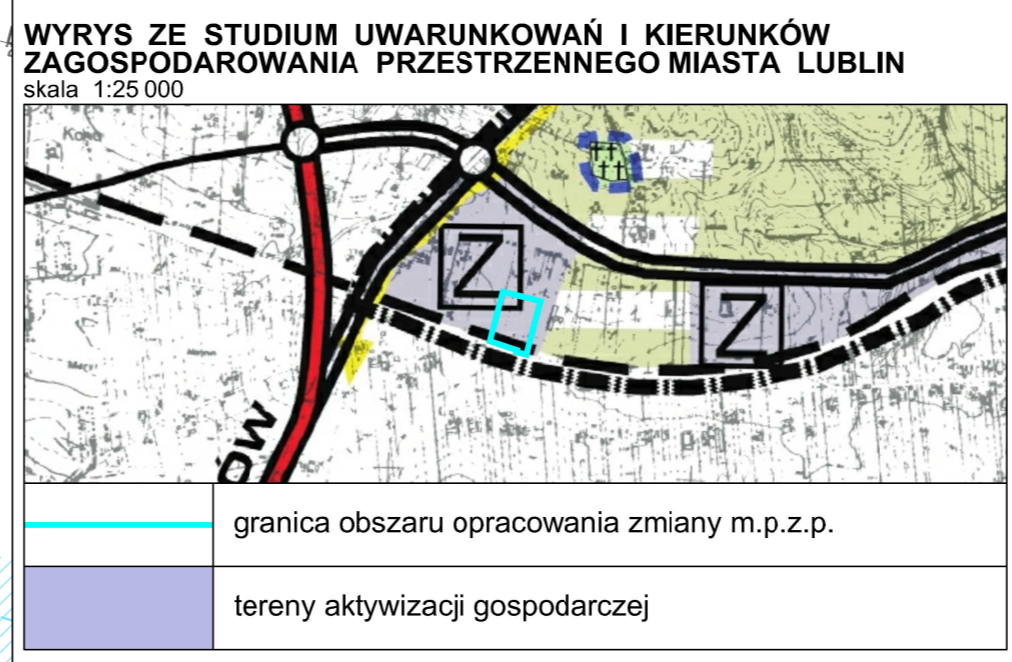 WYRYS ZE STUDIUM UWARUNKOWAŃ I KIERUNKÓW
ZAGOSPODAROWANIA PRZESTRZENNEGO MIASTA LUBLIN
skala 1:25 000
Z
Z
ÓW
granica obszaru opracowania zmiany m.p.z.p.
tereny aktywizacji gospodarczej